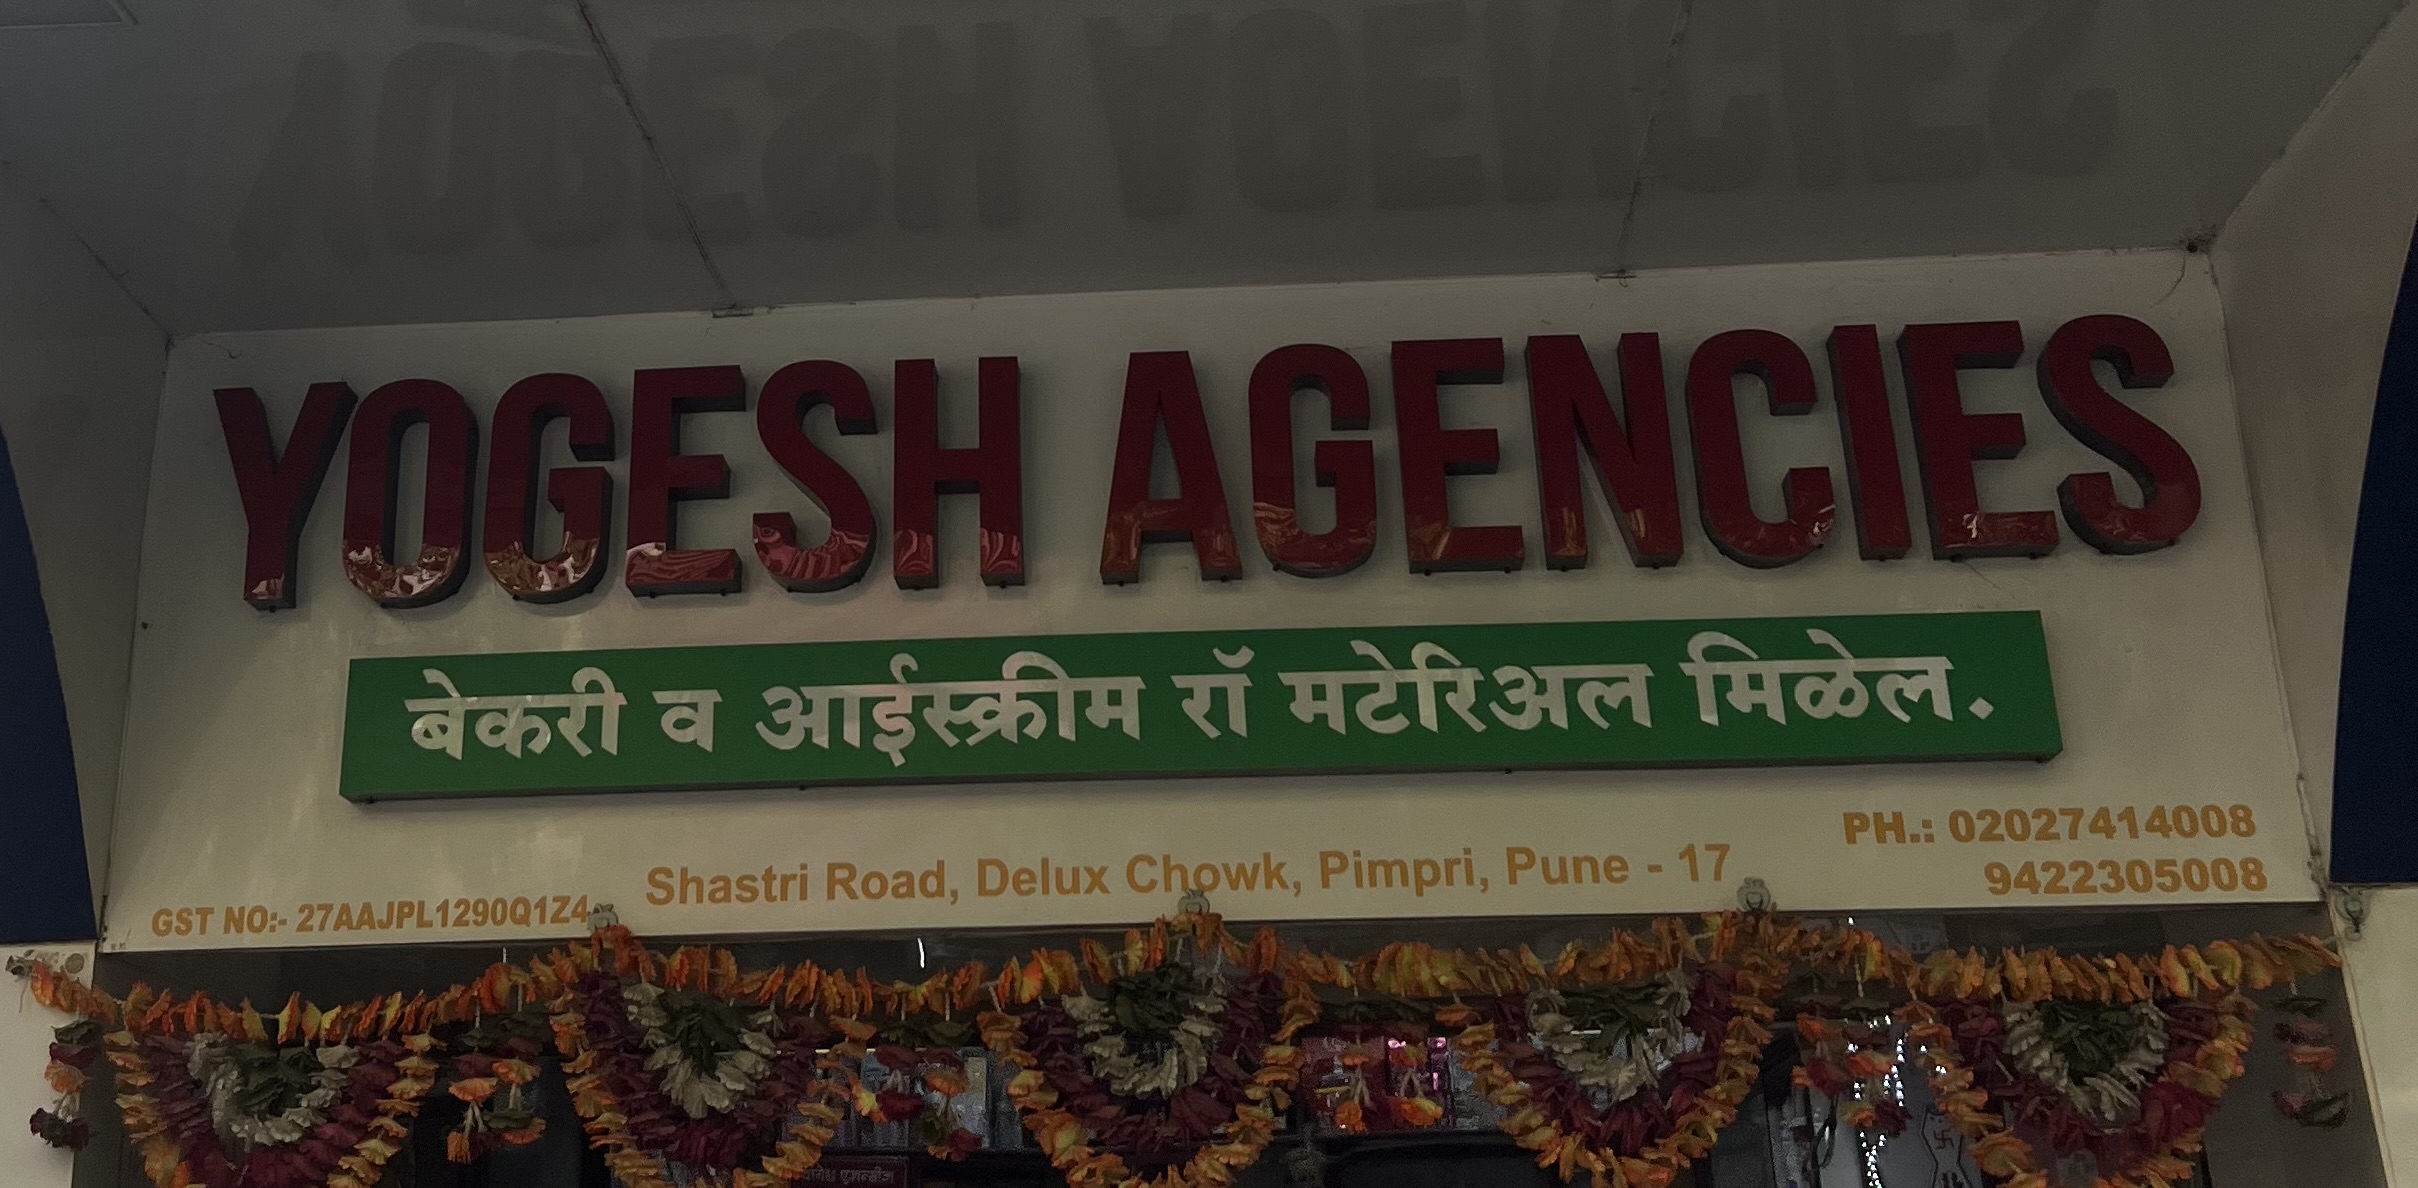 YOGESH AGENCIES
बेकरी व आईस्क्रीम रॉ मटेरिअल मिळेल.
PH.: 02027414008
9422305008
Shastri Road, Delux Chowk, Pimpri, Pune - 17
GST NO:- 27AAJPL1290Q1Z4